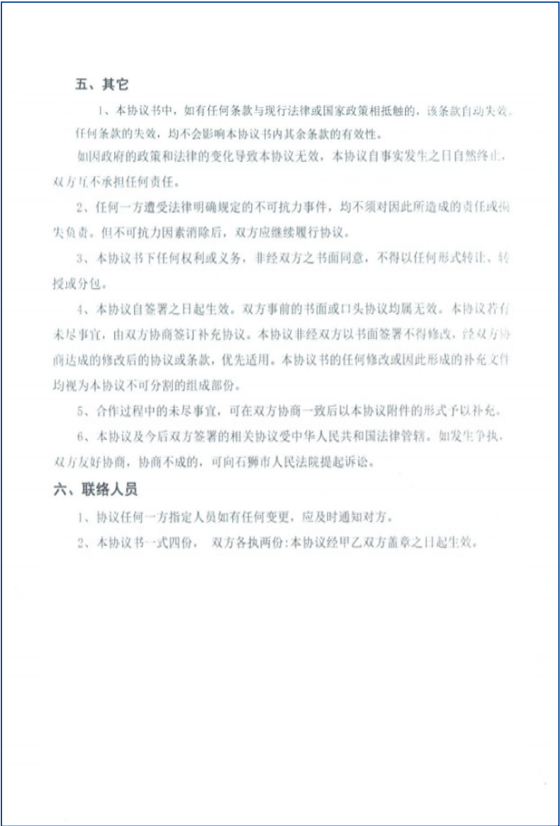 五、其它
1、本协议书中，如有任何条款与现行法律或国家政策相抵触的，该条款自动失效。
任何条款的失效，均不会影响本协议书内其余条款的有效性。
如因政府的政策和法律的变化导致本协议无效，本协议自事实发生之日自然终止，
双方互不承担任何责任。
2、任何一方遭受法律明确规定的不可抗力事件，均不须对因此所造成的责任或损
失负责。但不可抗力因素消除后，双方应继续履行协议。
3、本协议书下任何权利或义务，非经双方之书面同意，不得以任何形式转让、转
授或分包。
4、本协议自签署之日起生效。双方事前的书面或口头协议均属无效。本协议若有
未尽事宜，由双方协商签订补充协议。本协议非经双方以书面签署不得修改，经双方协
商达成的修改后的协议或条款，优先适用。本协议书的任何修改或因此形成的补充文件
均视为本协议不可分割的组成部份。
5、合作过程中的未尽事宜，可在双方协商一致后以本协议附件的形式予以补充。
6、本协议及今后双方签署的相关协议受中华人民共和国法律管辖。如发生争执，
双方友好协商，协商不成的，可向石狮市人民法院提起诉讼。
六、联络人员
1、协议任何一方指定人员如有任何变更，应及时通知对方。
2、本协议书一式四份， 双方各执两份:本协议经甲乙双方盖章之日起生效。